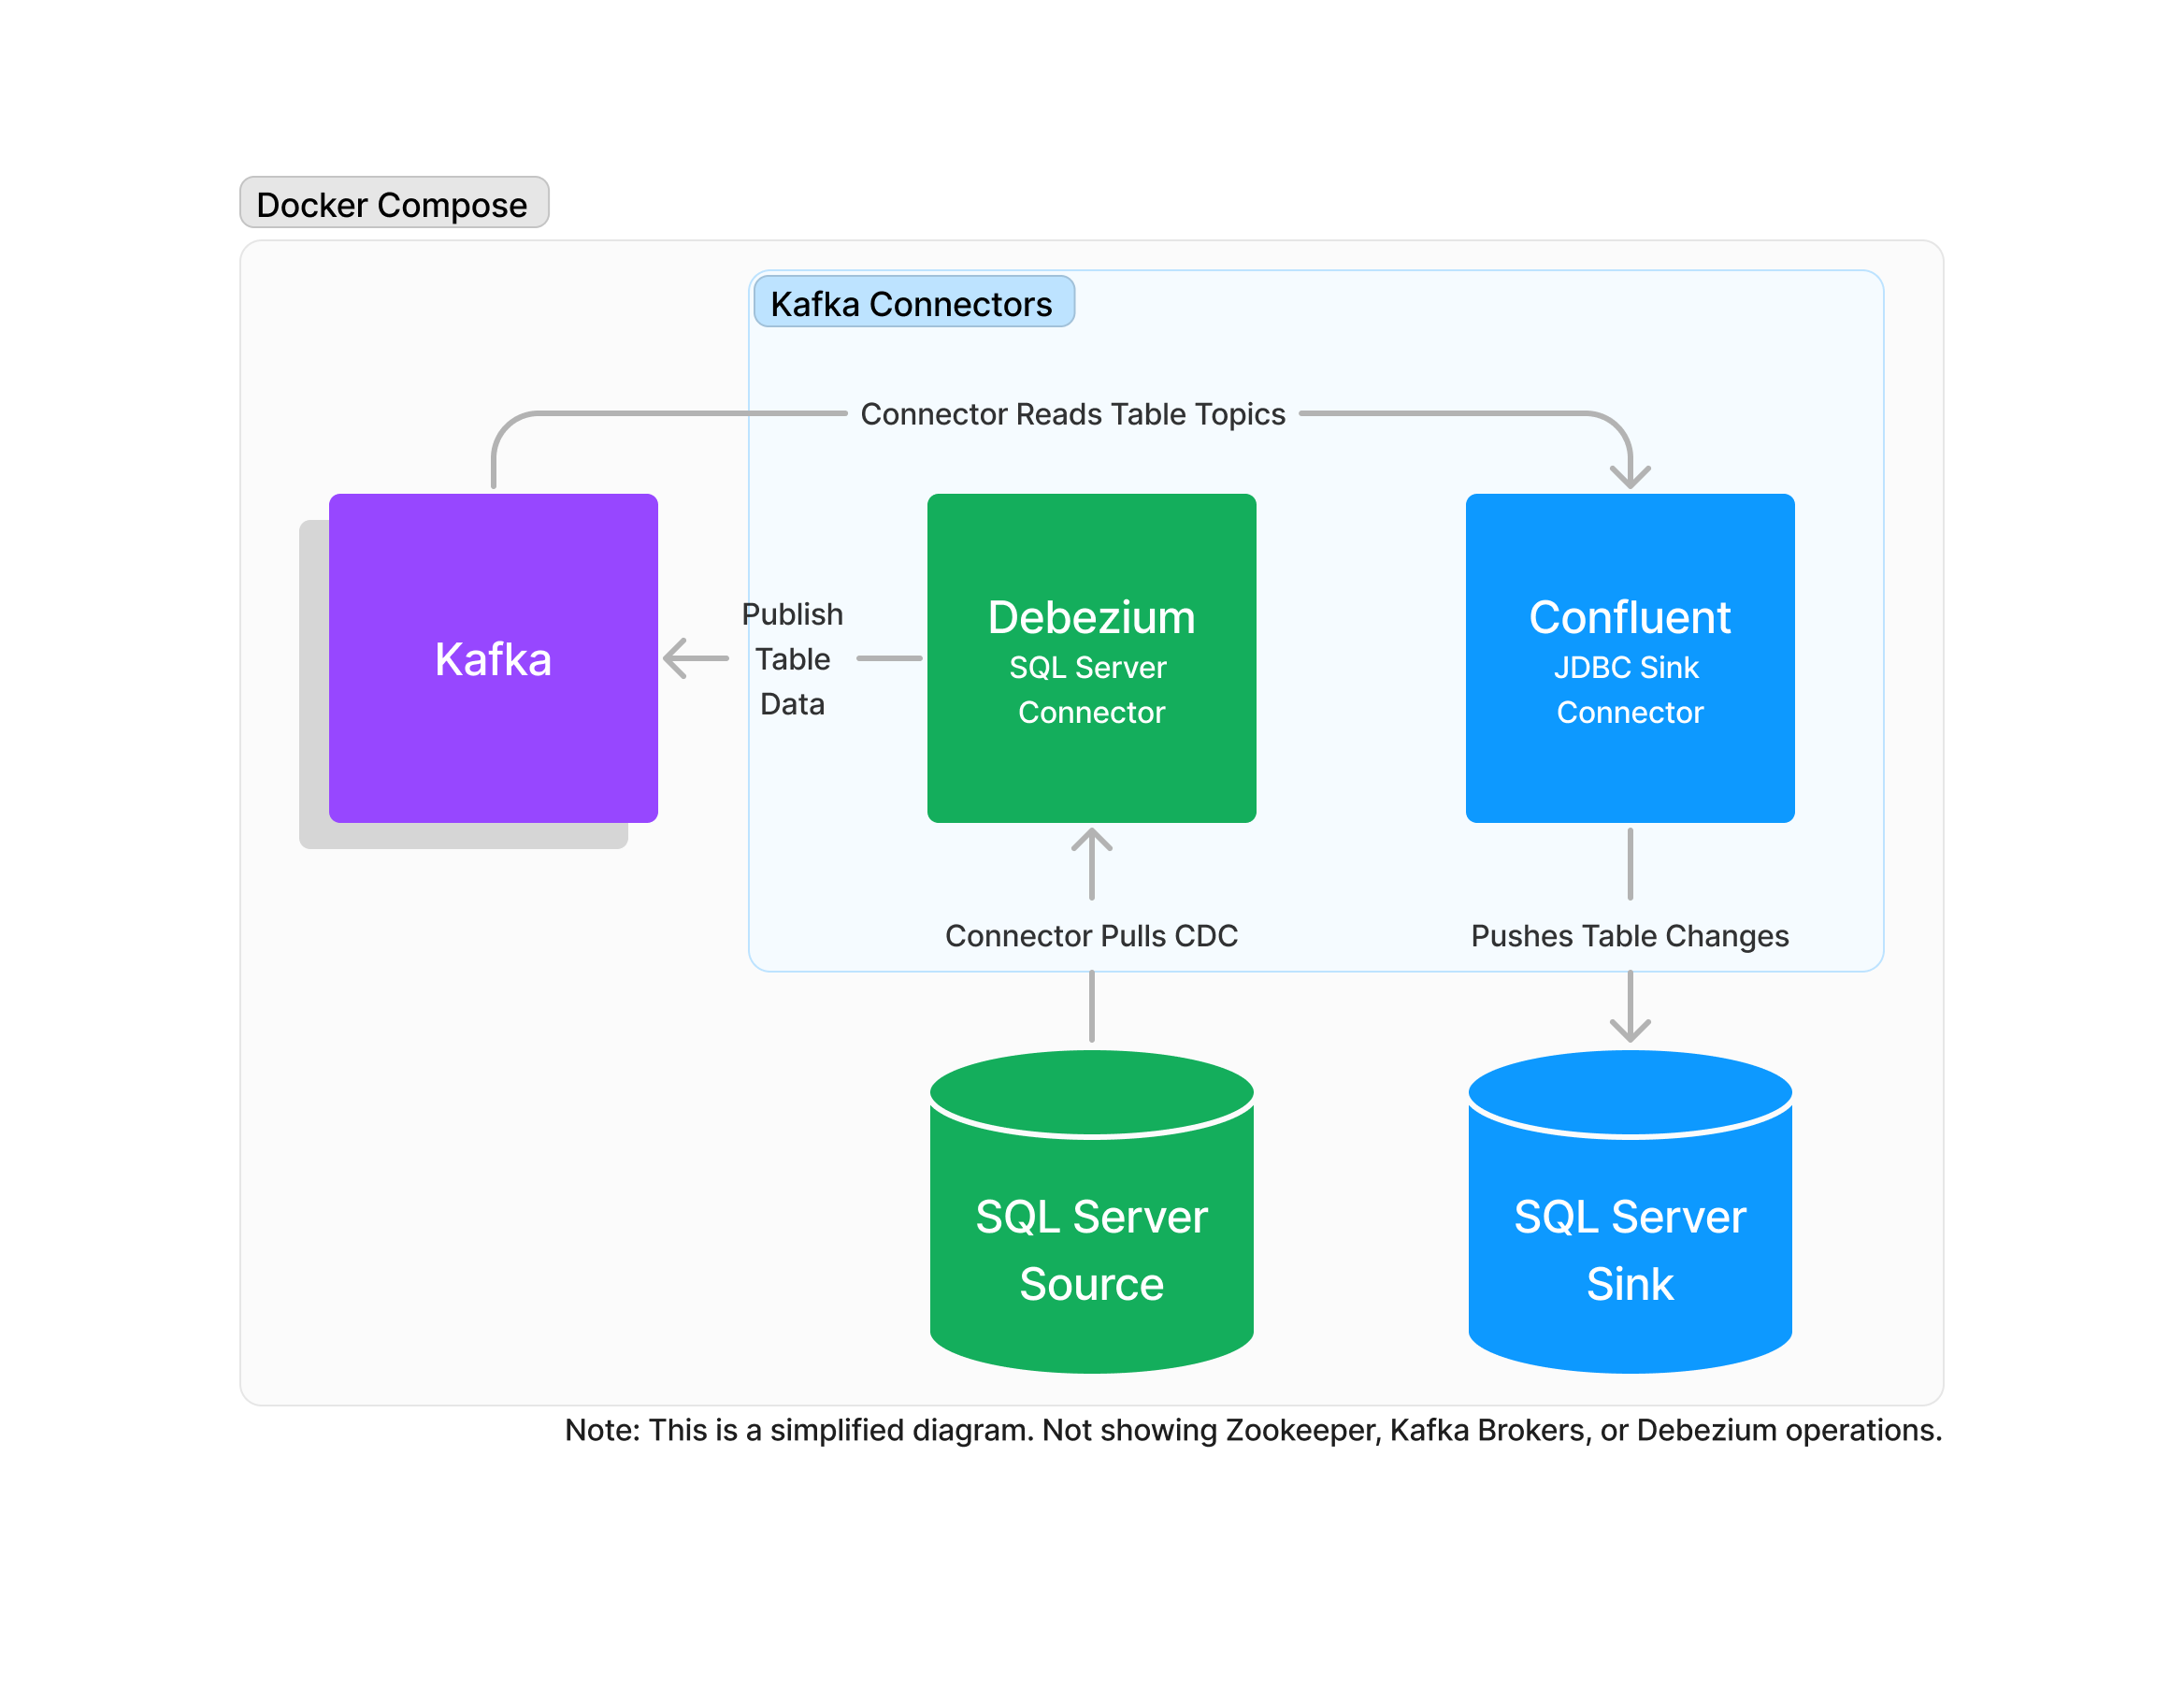 Docker Compose
Kafka Connectors
Connector Reads Table Topics
Kafka
Publish
Table
Data
Debezium
SQL Server
Connector
Confluent
JDBC Sink
Connector
Connector Pulls CDC
Pushes Table Changes
SQL Server
Source
SQL Server
Sink
Note: This is a simplified diagram. Not showing Zookeeper, Kafka Brokers, or Debezium operations.